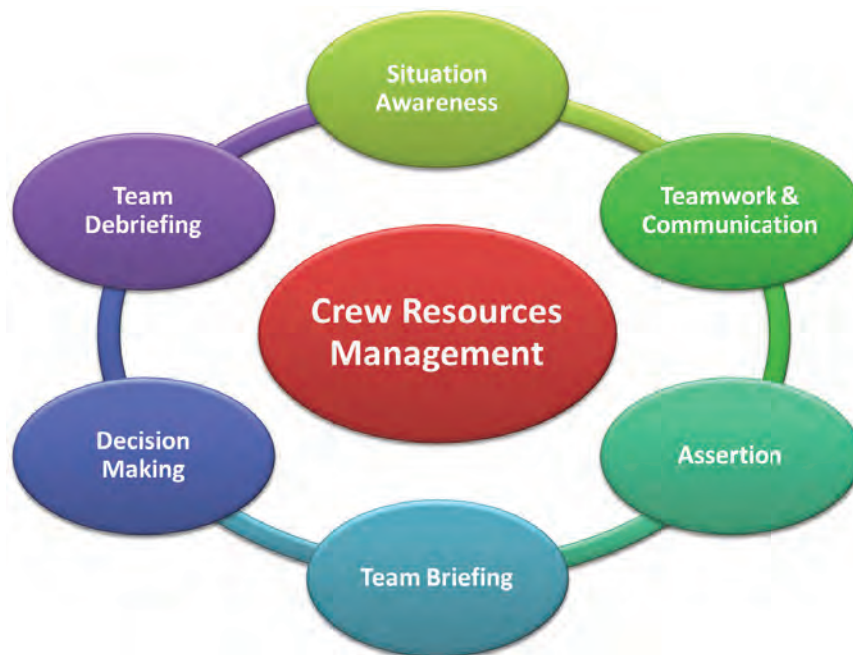 Situation
Awareness
Teamwork &
Communication
Assertion
Team Briefing
Decision
Making
Team
Debriefing
Crew Resources
Management